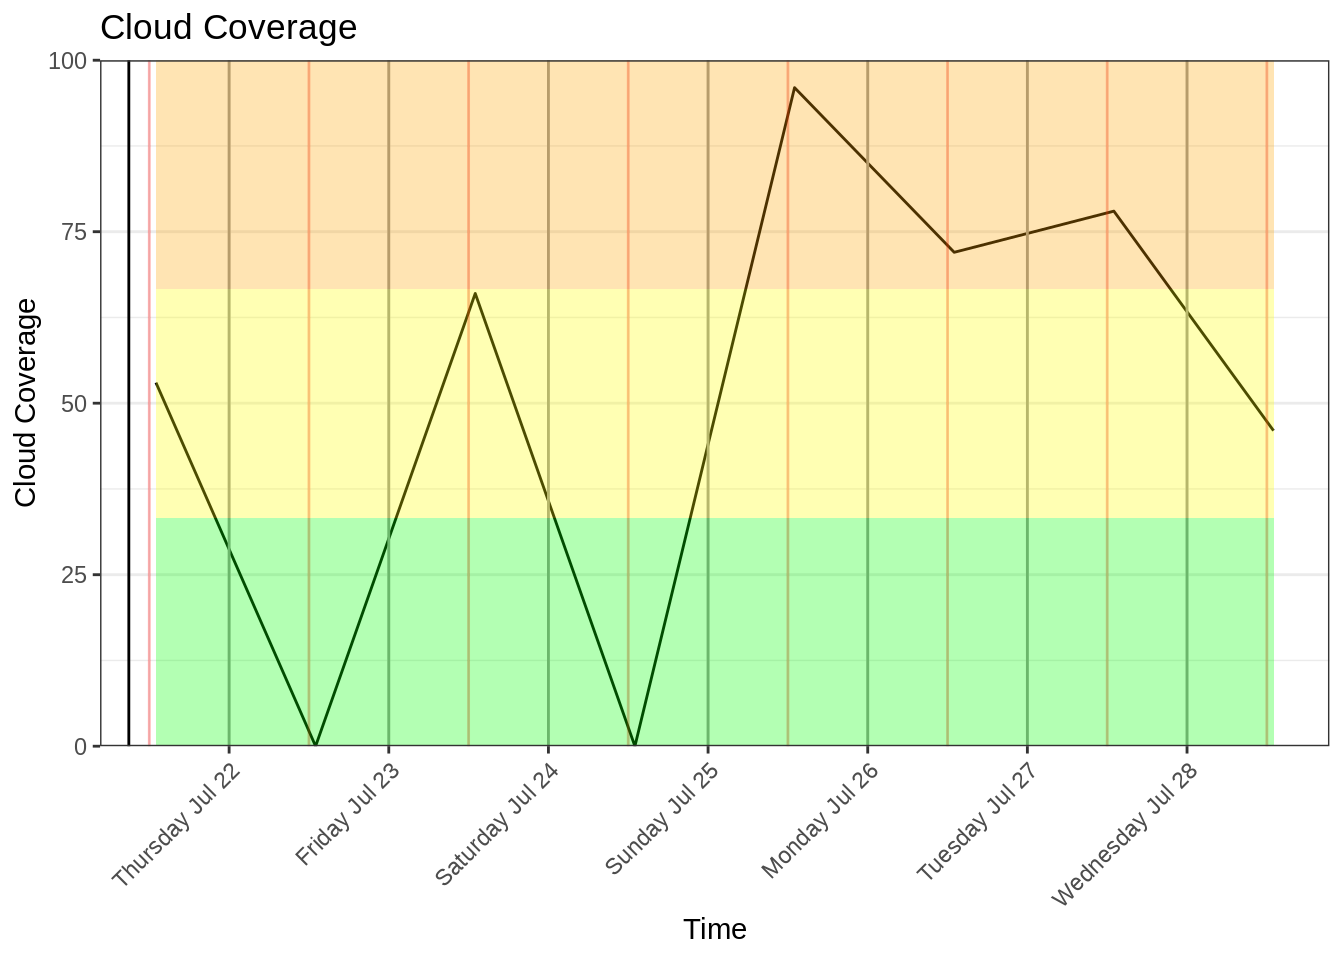 Cloud Coverage
Cloud Coverage
100
75
50
25
0
Thursday Jul 22
Friday Jul 23
Saturday Jul 24
Sunday Jul 25
Monday Jul 26
Tuesday Jul 27
Wednesday Jul 28
Time